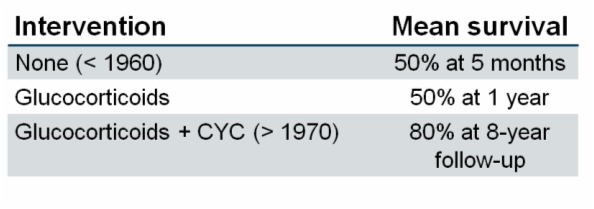 Intervention Mean survival
None (< 1960) 50% at 5 months
Glucocorticoids 50% at 1 year
Glucocorticoids + CYC (> 1970) 80% at 8-year
follow-up